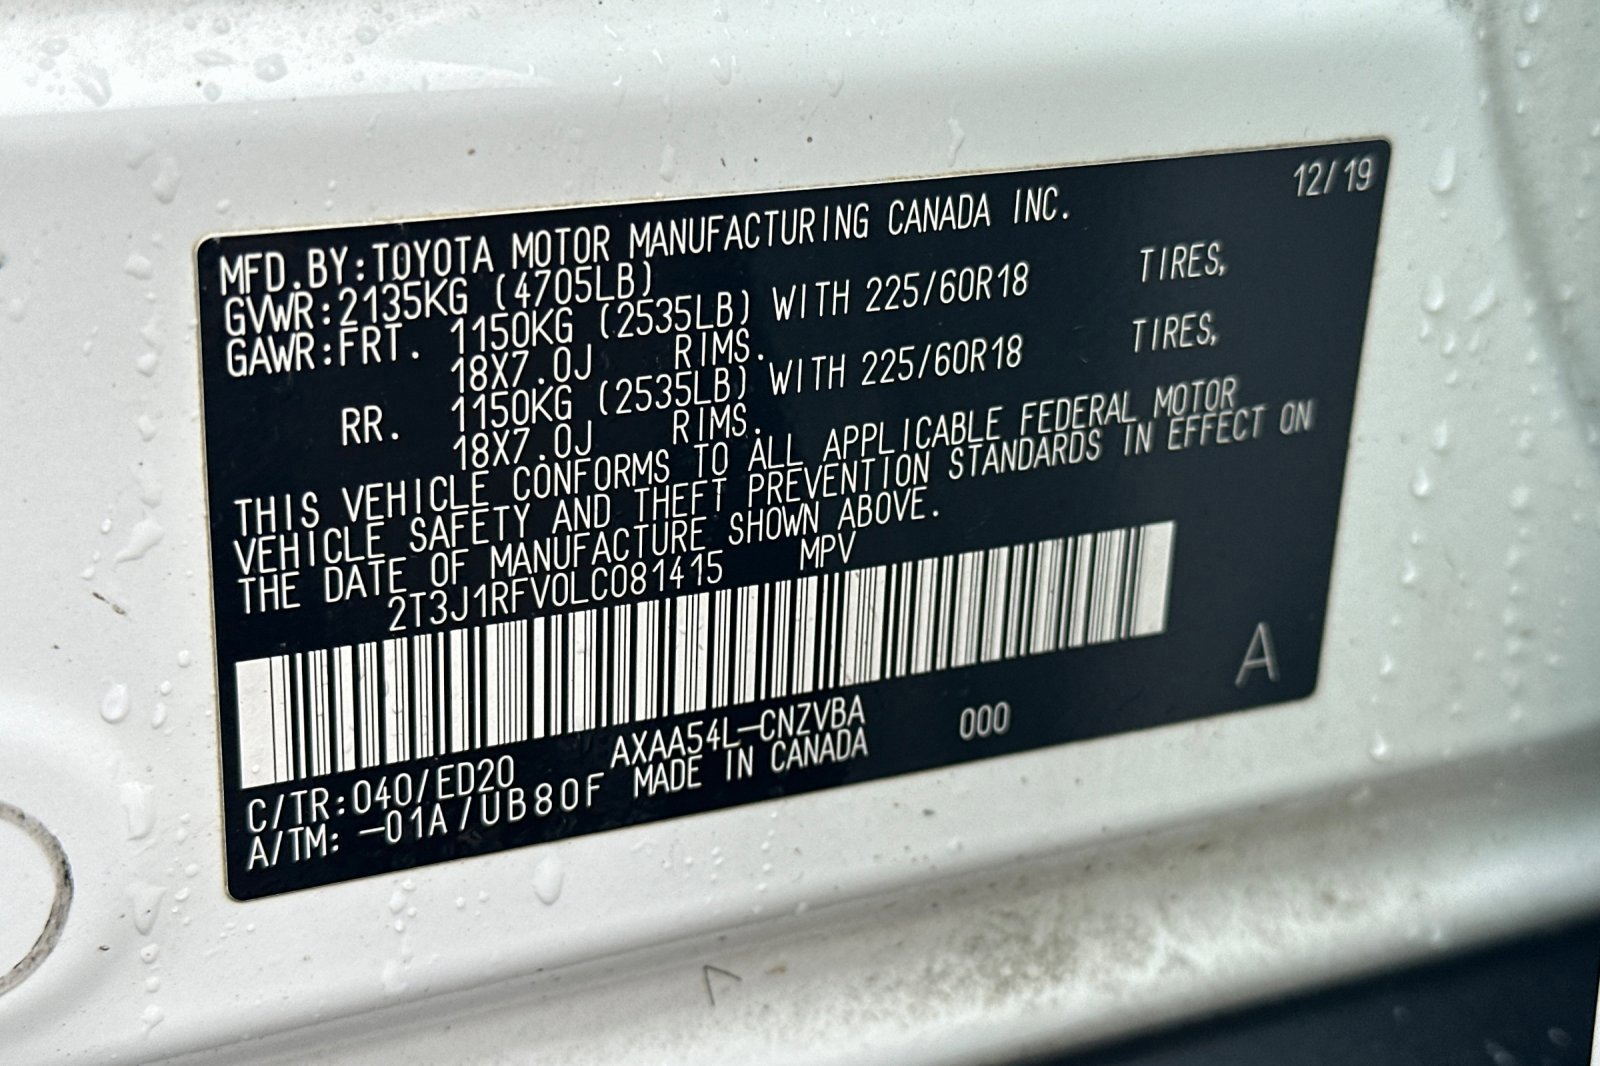 12/19
MFD.BY:TOYOTA MOTOR MANUFACTURING CANADA INC.
GVWR:2135KG (4705LB)
GAWR:FRT. 1150KG (2535LB) WITH 225/60R18 TIRES,
18X7.0J RIMS.
RR. 1150KG (2535LB) WITH 225/60R18 TIRES,
18X7.0J RIMS.
THIS VEHICLE CONFORMS TO ALL APPLICABLE FEDERAL MOTOR
VEHICLE SAFETY AND THEFT PREVENTION STANDARDS IN EFFECT ON
THE DATE OF MANUFACTURE SHOWN ABOVE.
2T3J1RFV0LC081415 MPV
A
C/TR:040/ED20 AXAA54L-CNZVBA 000
A/TM: -01A/UB80F MADE IN CANADA